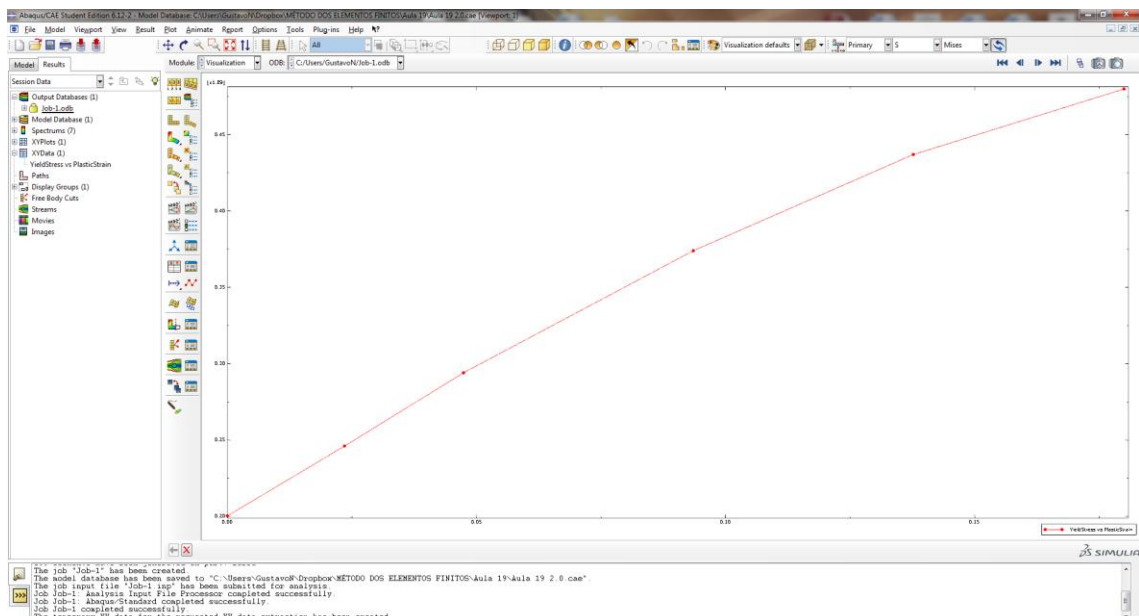 Abaqus/CAE Student Edition 6.12-2 - Model Database: C:\Users\GustavoN\Dropbox\MÉTODO DOS ELEMENTOS FINITOS\Aula 19\Aula 19 2.0.cae [Viewport: 1]
File Model Viewport View Result Plot Animate Report Options Tools Plug-ins Help
All Visualization defaults Primary S Mises
Model Results Module: Visualization ODB: C:/Users/GustavoN/Job-1.odb
Session Data
Output Databases (1)
Job-1.odb
Model Database (1)
Spectrums (7)
XYPlots (1)
XYData (1)
YieldStress vs PlasticStrain
Paths
Display Groups (1)
Free Body Cuts
Streams
Movies
Images
0.45
0.40
0.35
0.30
0.25
0.20
0.00 0.05 0.10 0.15
YieldStress vs PlasticStrain
SIMULIA
The job "Job-1" has been created.
The model database has been saved to "C:\Users\GustavoN\Dropbox\MÉTODO DOS ELEMENTOS FINITOS\Aula 19\Aula 19 2.0.cae".
The job input file "Job-1.inp" has been submitted for analysis.
Job Job-1: Analysis Input File Processor completed successfully.
Job Job-1: Abaqus/Standard completed successfully.
Job Job-1 completed successfully.